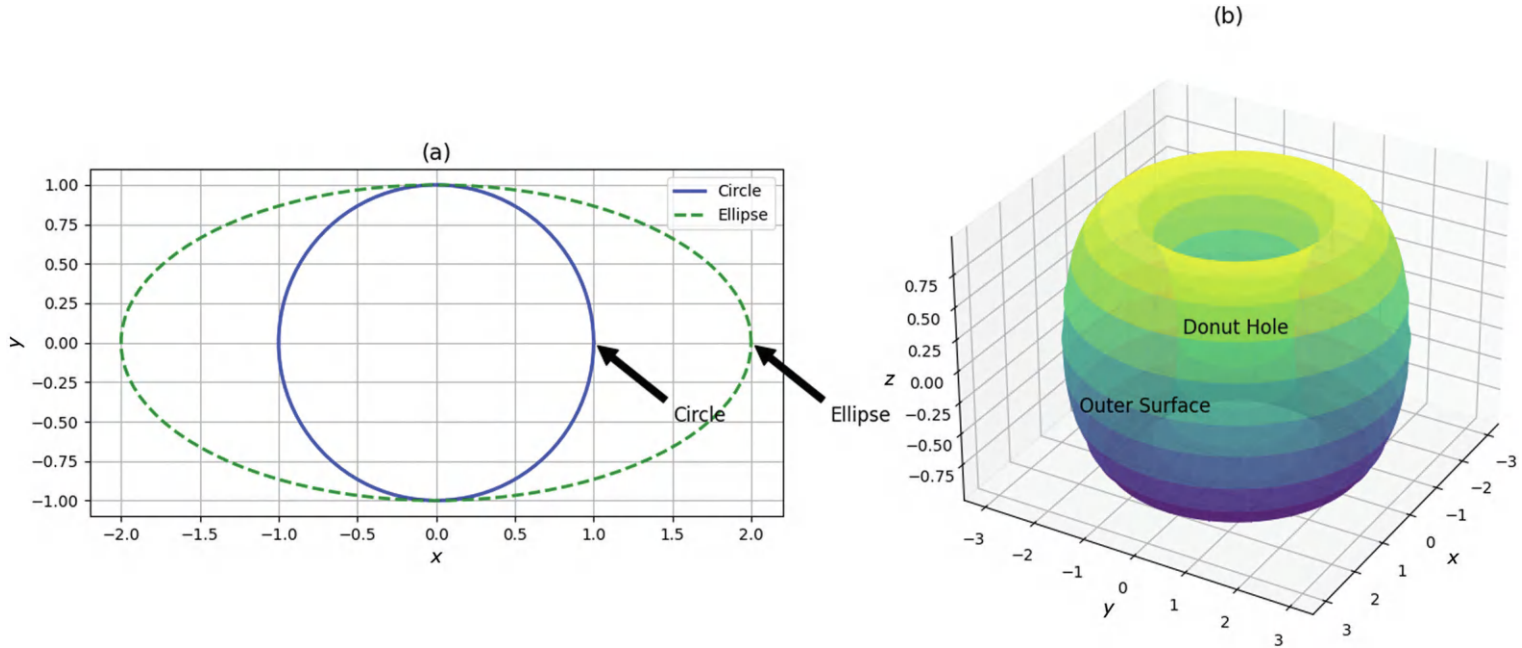 (a)
1.00
0.75
0.50
0.25
0.00
−0.25
−0.50
−0.75
−1.00
y
−2.0 −1.5 −1.0 −0.5 0.0 0.5 1.0 1.5 2.0
x
Circle
Ellipse
Circle
Ellipse
(b)
0.75
0.50
0.25
0.00
−0.25
−0.50
−0.75
z
Donut Hole
Outer Surface
−3 −2 −1 0 1 2 3
y
−3
−2
−1
0
1
2
3
x